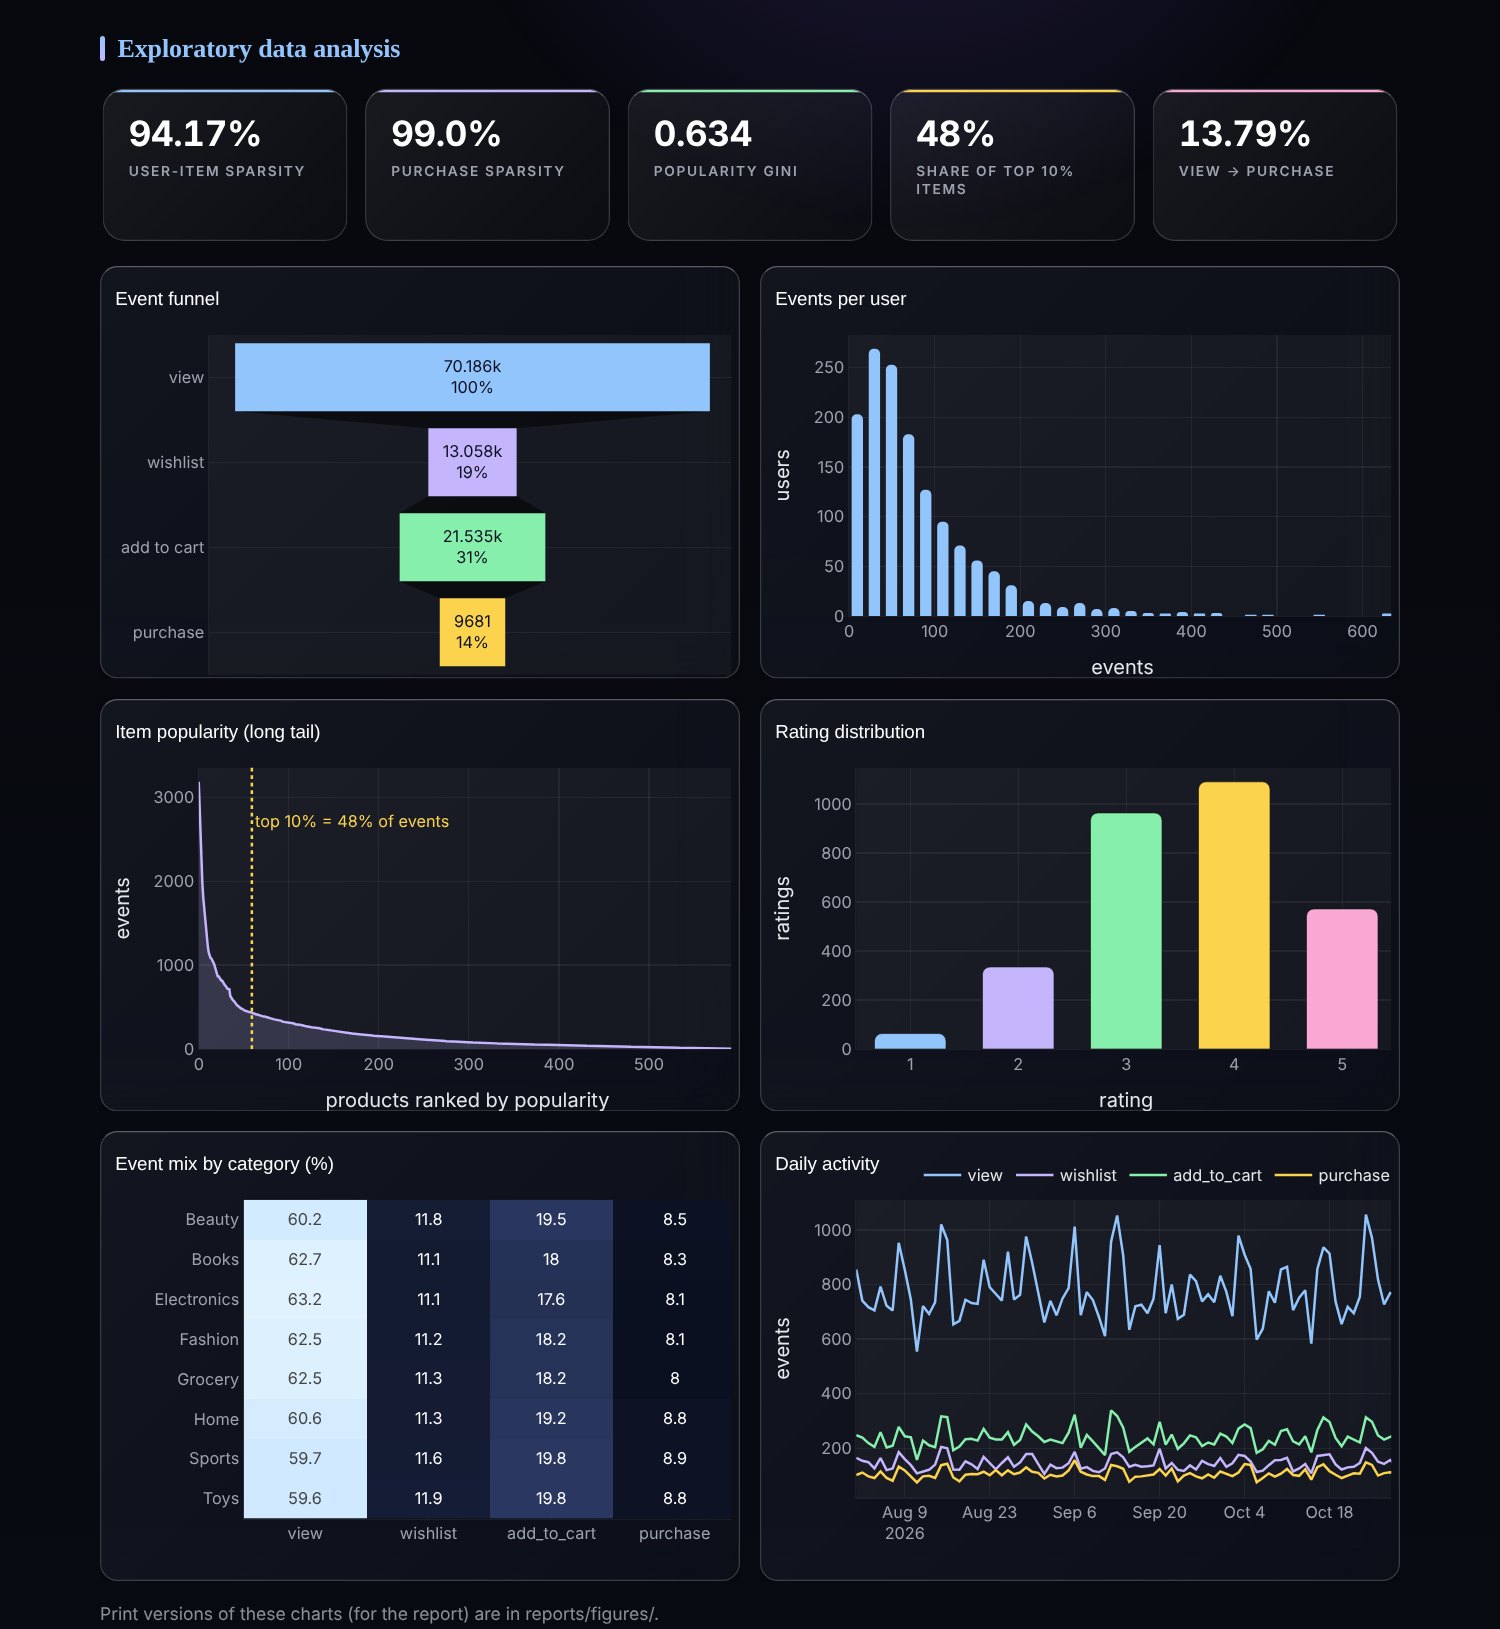 Exploratory data analysis
94.17%
USER-ITEM SPARSITY
99.0%
PURCHASE SPARSITY
0.634
POPULARITY GINI
48%
SHARE OF TOP 10%
ITEMS
13.79%
VIEW → PURCHASE
Event funnel
view
70.186k
100%
wishlist
13.058k
19%
add to cart
21.535k
31%
purchase
9681
14%
Events per user
users
250
200
150
100
50
0
0 100 200 300 400 500 600
events
Item popularity (long tail)
events
3000
2000
1000
0
top 10% = 48% of events
0 100 200 300 400 500
products ranked by popularity
Rating distribution
ratings
1000
800
600
400
200
0
1 2 3 4 5
rating
Event mix by category (%)
Beauty 60.2 11.8 19.5 8.5
Books 62.7 11.1 18 8.3
Electronics 63.2 11.1 17.6 8.1
Fashion 62.5 11.2 18.2 8.1
Grocery 62.5 11.3 18.2 8
Home 60.6 11.3 19.2 8.8
Sports 59.7 11.6 19.8 8.9
Toys 59.6 11.9 19.8 8.8
view wishlist add_to_cart purchase
Daily activity
view wishlist add_to_cart purchase
events
1000
800
600
400
200
Aug 9 Aug 23 Sep 6 Sep 20 Oct 4 Oct 18
2026
Print versions of these charts (for the report) are in reports/figures/.